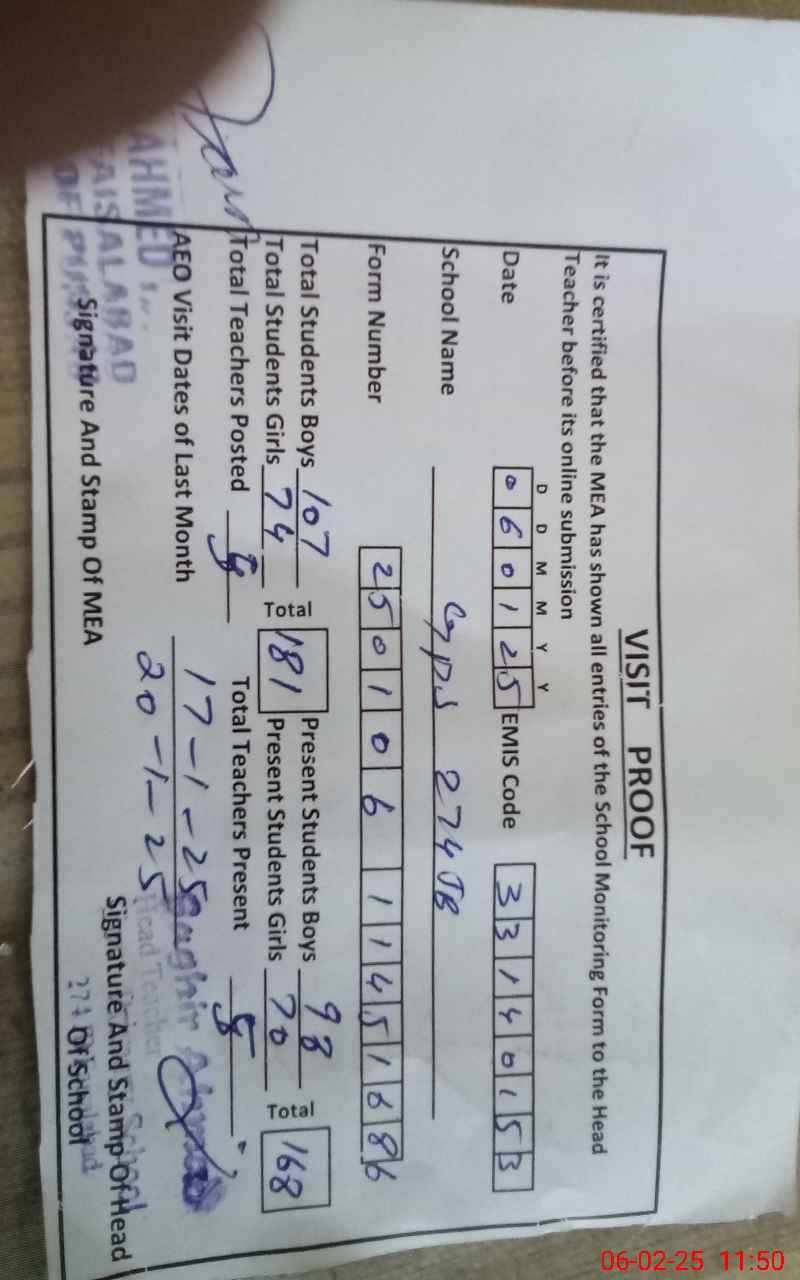 VISIT PROOF
It is certified that the MEA has shown all entries of the School Monitoring Form to the Head
Teacher before its online submission
D D M M Y Y
Date 0 6 0 1 2 5 EMIS Code 3 3 1 4 0 1 5 3
School Name GPS 274 JB
Form Number 2 5 0 1 0 6 1 1 4 5 1 6 8 6
Total Students Boys 107 Total 181 Present Students Boys 98 Total 168
Total Students Girls 74 Present Students Girls 70
Total Teachers Posted Total Teachers Present 5
AEO Visit Dates of Last Month 17-1-25
20-1-25
Signature And Stamp Of MEA
Signature And Stamp Of Head
Of School
AHMED
FAISALABAD
Head Teacher
06-02-25 11:50